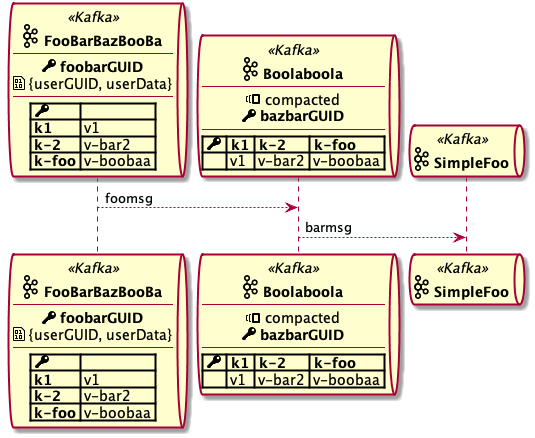 «Kafka»
FooBarBazBooBa
foobarGUID
{userGUID, userData}
k1 v1
k-2 v-bar2
k-foo v-boobaa
«Kafka»
Boolaboola
compacted
bazbarGUID
k1 k-2 k-foo
v1 v-bar2 v-boobaa
«Kafka»
SimpleFoo
foomsg
barmsg
«Kafka»
FooBarBazBooBa
foobarGUID
{userGUID, userData}
k1 v1
k-2 v-bar2
k-foo v-boobaa
«Kafka»
Boolaboola
compacted
bazbarGUID
k1 k-2 k-foo
v1 v-bar2 v-boobaa
«Kafka»
SimpleFoo